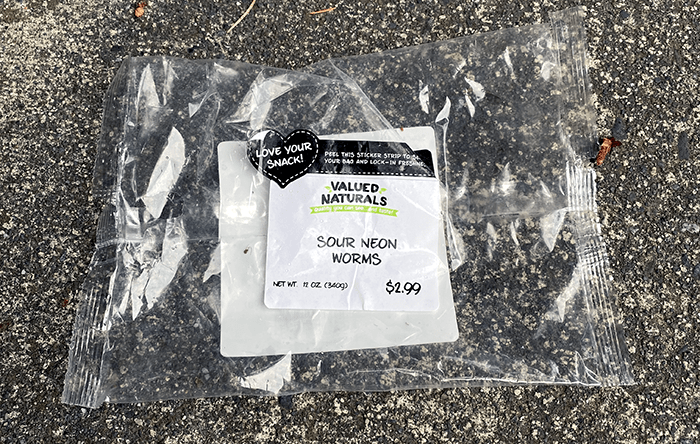 LOVE YOUR
SNACK!
PEEL THIS STICKER STRIP TO
YOUR BAG AND LOCK-IN
VALUED
NATURALS
SOUR NEON
WORMS
NET WT. 12 OZ. (340G)
$2.99